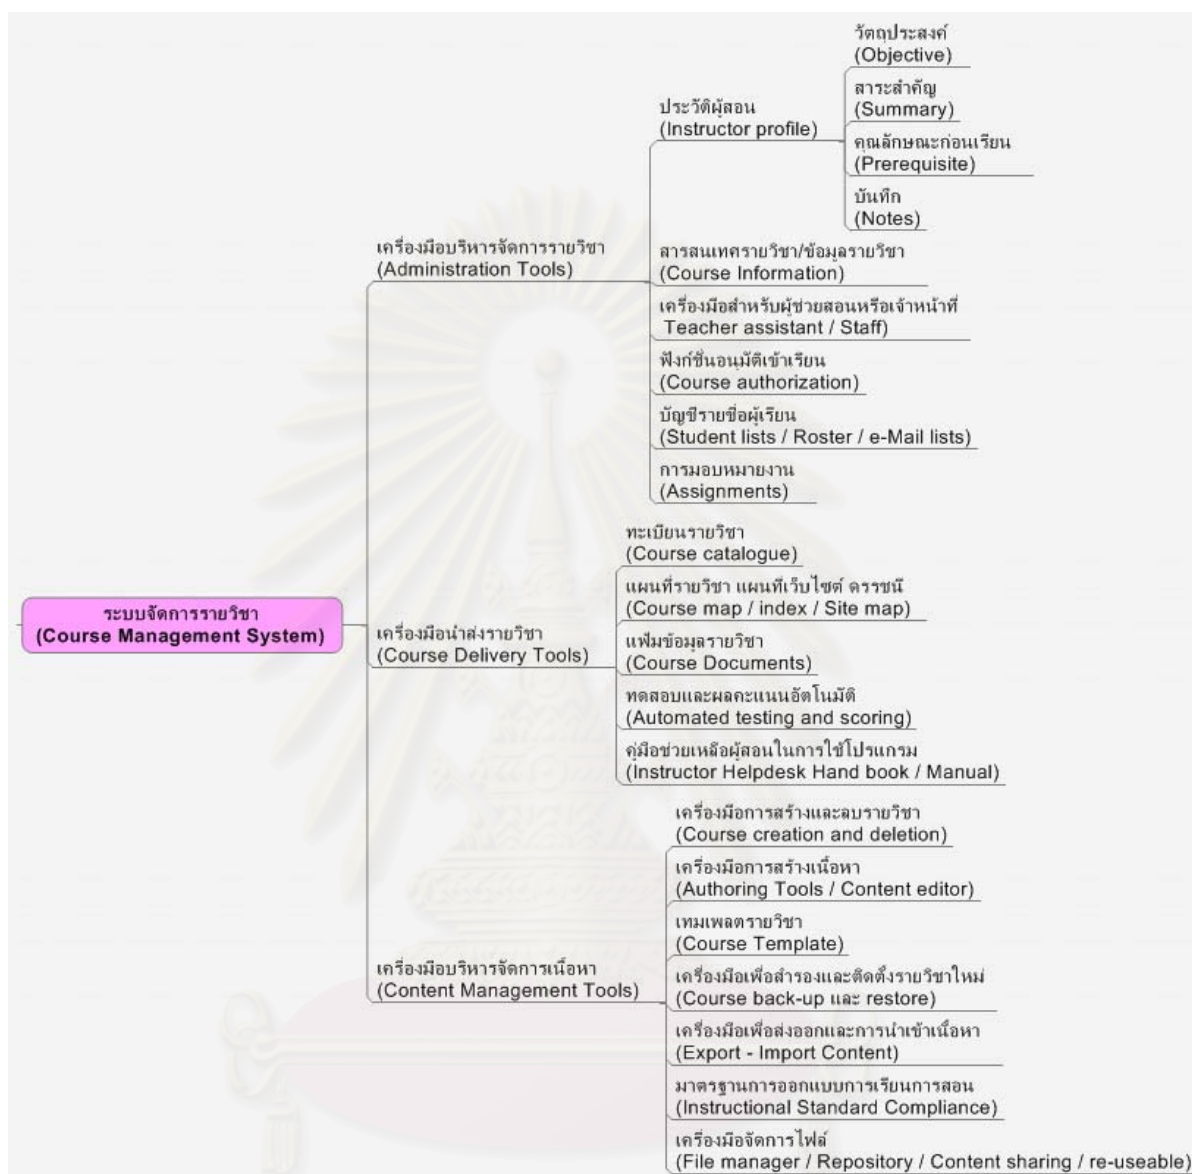 วัตถุประสงค์
(Objective)
สาระสำคัญ
(Summary)
ประวัติผู้สอน
(Instructor profile)
คุณลักษณะก่อนเรียน
(Prerequisite)
บันทึก
(Notes)
เครื่องมือบริหารจัดการรายวิชา
(Administration Tools)
สารสนเทศรายวิชา/ข้อมูลรายวิชา
(Course Information)
เครื่องมือสำหรับผู้ช่วยสอนหรือเจ้าหน้าที่
Teacher assistant / Staff)
ฟังก์ชั่นอนุมัติเข้าเรียน
(Course authorization)
บัญชีรายชื่อผู้เรียน
(Student lists / Roster / e-Mail lists)
การมอบหมายงาน
(Assignments)
ระบบจัดการรายวิชา
(Course Management System)
เครื่องมือนำส่งรายวิชา
(Course Delivery Tools)
ทะเบียนรายวิชา
(Course catalogue)
แผนที่รายวิชา แผนที่เว็บไซต์ ดรรชนี
(Course map / index / Site map)
แฟ้มข้อมูลรายวิชา
(Course Documents)
ทดสอบและผลคะแนนอัตโนมัติ
(Automated testing and scoring)
คู่มือช่วยเหลือผู้สอนในการใช้โปรแกรม
(Instructor Helpdesk Hand book / Manual)
เครื่องมือบริหารจัดการเนื้อหา
(Content Management Tools)
เครื่องมือการสร้างและลบรายวิชา
(Course creation and deletion)
เครื่องมือการสร้างเนื้อหา
(Authoring Tools / Content editor)
เทมเพลตรายวิชา
(Course Template)
เครื่องมือเพื่อสำรองและติดตั้งรายวิชาใหม่
(Course back-up และ restore)
เครื่องมือเพื่อส่งออกและการนำเข้าเนื้อหา
(Export - Import Content)
มาตรฐานการออกแบบการเรียนการสอน
(Instructional Standard Compliance)
เครื่องมือจัดการไฟล์
(File manager / Repository / Content sharing / re-useable)